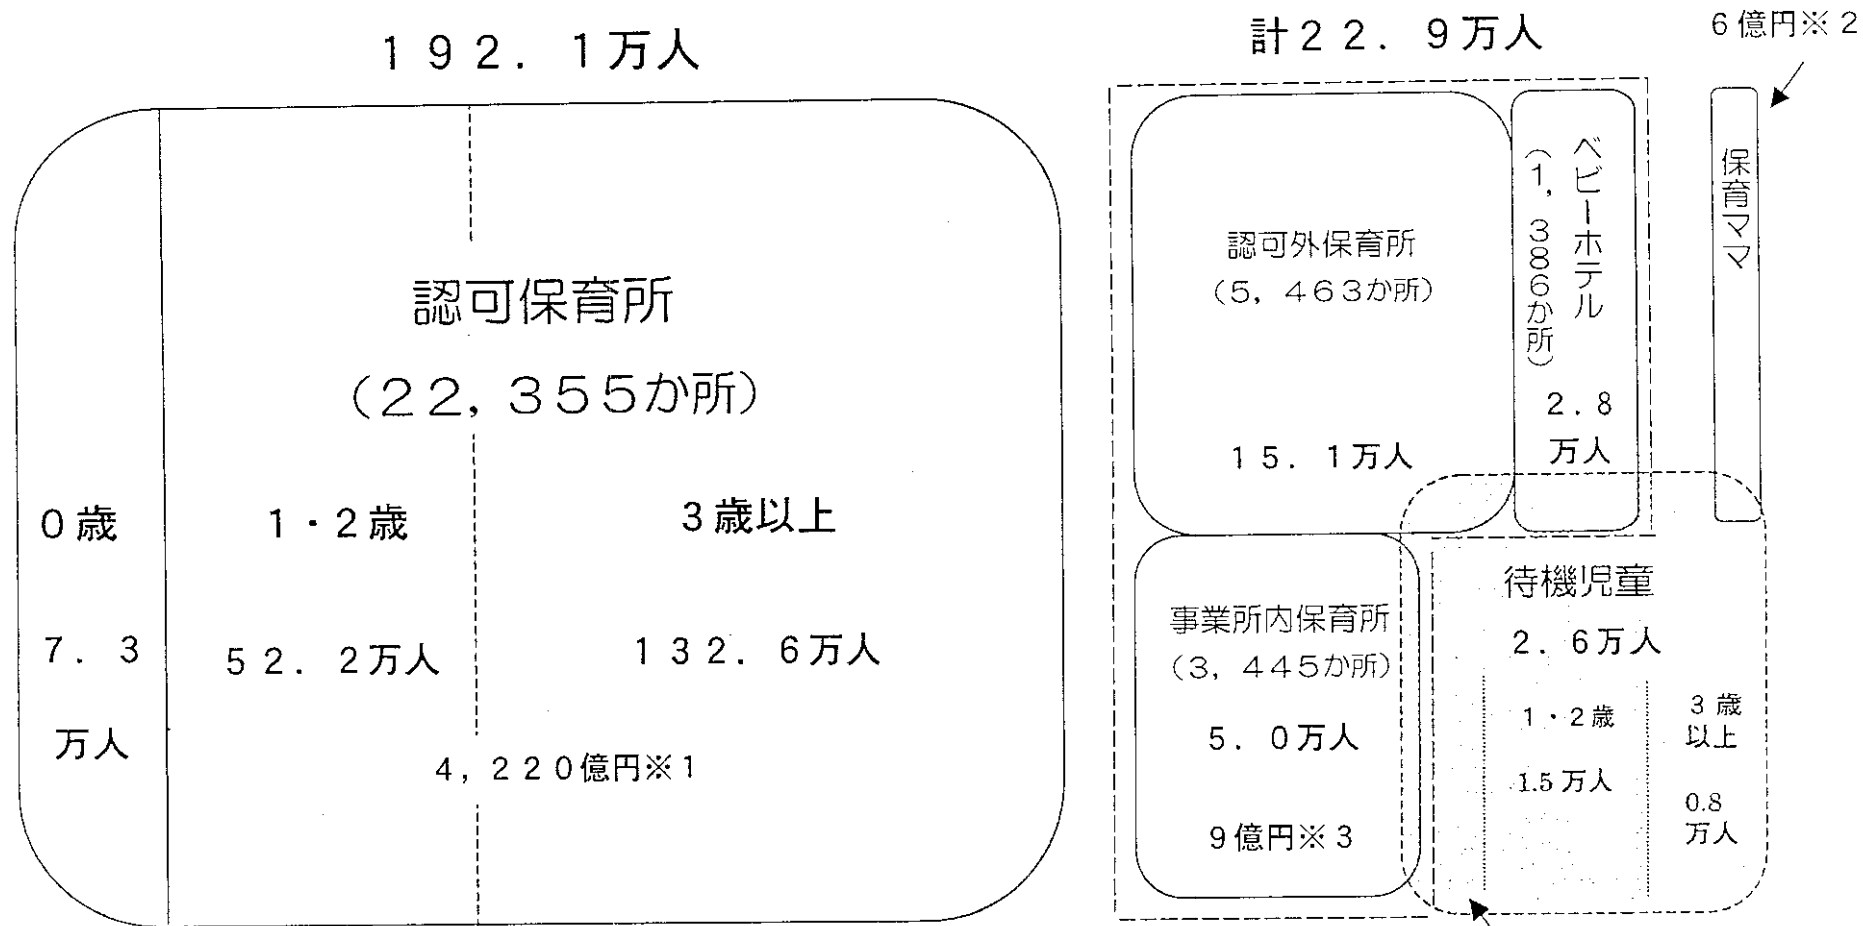 １９２．１万人
認可保育所
（２２，３５５か所）
０歳
７．３
万人
１・２歳
５２．２万人
３歳以上
１３２．６万人
４，２２０億円※１
計２２．９万人
認可外保育所
（５，４６３か所）
１５．１万人
ベビーホテル
（１，３８６か所）
２．８
万人
事業所内保育所
（３，４４５か所）
５．０万人
９億円※３
６億円※２
保育ママ
待機児童
２．６万人
１・２歳
1.5万人
３歳
以上
0.8
万人